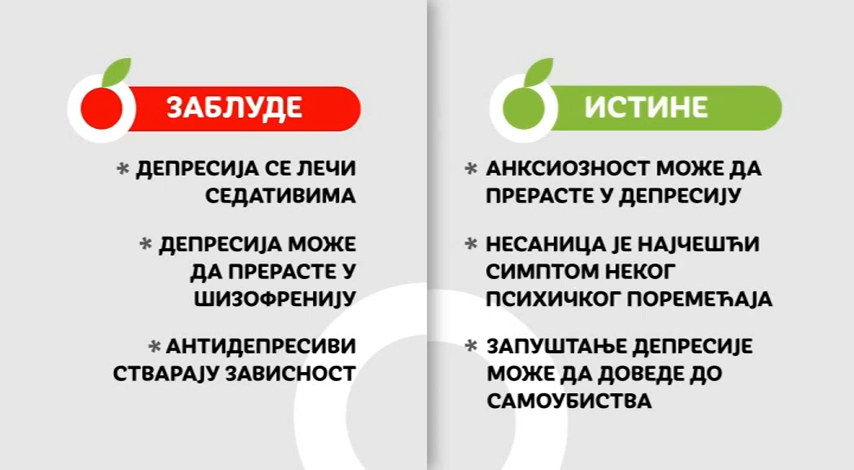 ЗАБЛУДЕ
* ДЕПРЕСИЈА СЕ ЛЕЧИ
СЕДАТИВИМА
* ДЕПРЕСИЈА МОЖЕ
ДА ПРЕРАСТЕ У
ШИЗОФРЕНИЈУ
* АНТИДЕПРЕСИВИ
СТВАРАЈУ ЗАВИСНОСТ
ИСТИНЕ
* АНКСИОЗНОСТ МОЖЕ ДА
ПРЕРАСТЕ У ДЕПРЕСИЈУ
* НЕСАНИЦА ЈЕ НАЈЧЕШЋИ
СИМПТОМ НЕКОГ
ПСИХИЧКОГ ПОРЕМЕЋАЈА
* ЗАПУШТАЊЕ ДЕПРЕСИЈЕ
МОЖЕ ДА ДОВЕДЕ ДО
САМОУБИСТВА